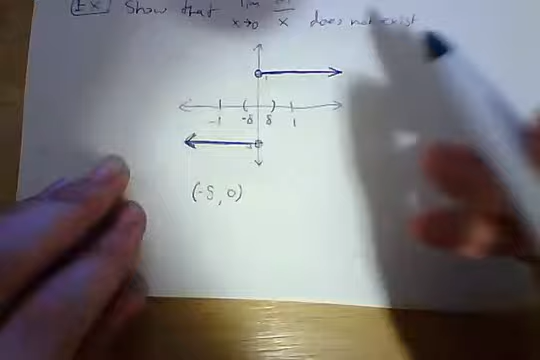 Ex Show that lim
x→0 x does not exist
-1 -δ δ 1
(-δ, 0)